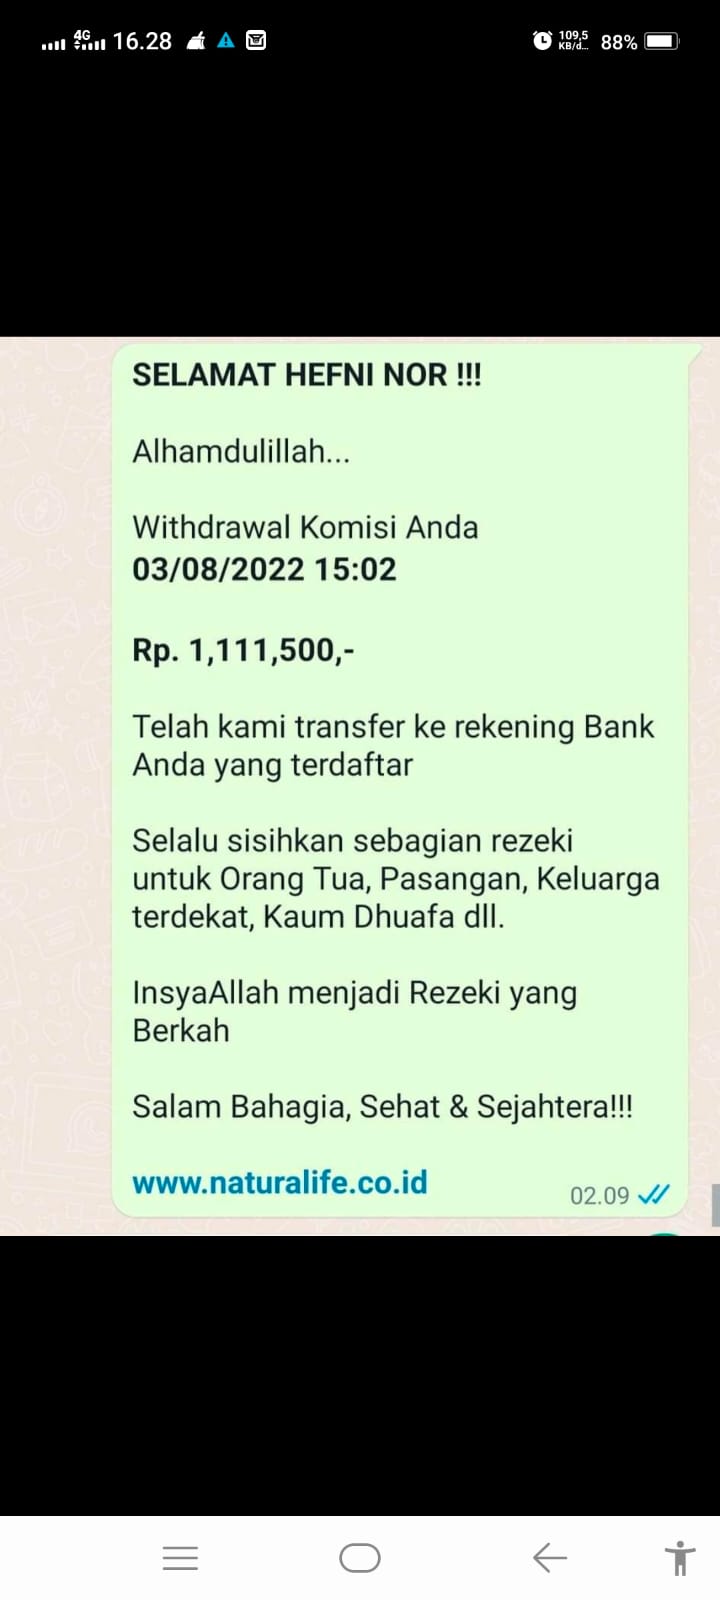 4G 16.28 109,5 KB/d... 88%
SELAMAT HEFNI NOR !!!
Alhamdulillah...
Withdrawal Komisi Anda
03/08/2022 15:02
Rp. 1,111,500,-
Telah kami transfer ke rekening Bank
Anda yang terdaftar
Selalu sisihkan sebagian rezeki
untuk Orang Tua, Pasangan, Keluarga
terdekat, Kaum Dhuafa dll.
InsyaAllah menjadi Rezeki yang
Berkah
Salam Bahagia, Sehat & Sejahtera!!!
www.naturalife.co.id
02.09